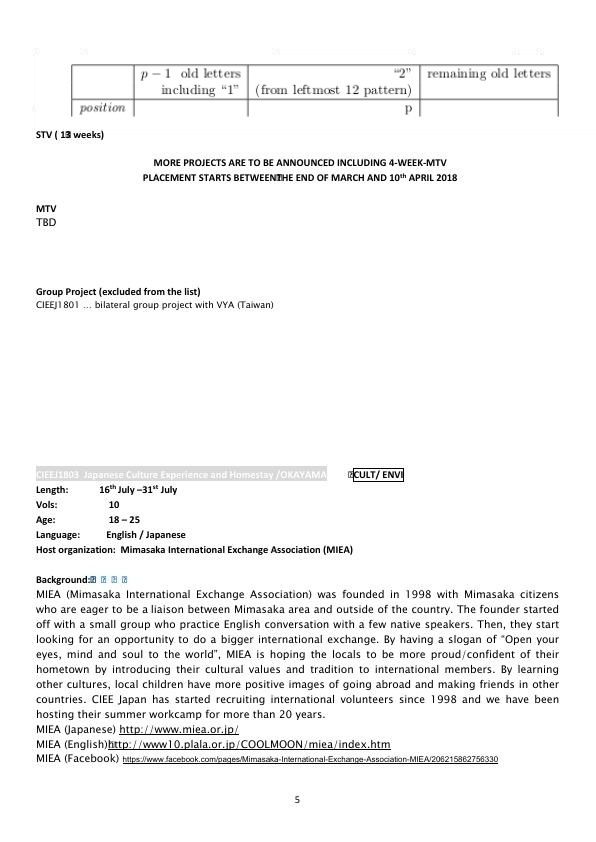 p − 1 old letters “2” remaining old letters
including “1” (from leftmost 12 pattern)
position p
STV ( 13 weeks)
MORE PROJECTS ARE TO BE ANNOUNCED INCLUDING 4-WEEK-MTV
PLACEMENT STARTS BETWEEN THE END OF MARCH AND 10th APRIL 2018
MTV
TBD
Group Project (excluded from the list)
CIEEJ1801 … bilateral group project with VYA (Taiwan)
CIEEJ1803 Japanese Culture Experience and Homestay /OKAYAMA CULT/ ENVI
Length: 16th July –31st July
Vols: 10
Age: 18 – 25
Language: English / Japanese
Host organization: Mimasaka International Exchange Association (MIEA)
Background:
MIEA (Mimasaka International Exchange Association) was founded in 1998 with Mimasaka citizens
who are eager to be a liaison between Mimasaka area and outside of the country. The founder started
off with a small group who practice English conversation with a few native speakers. Then, they start
looking for an opportunity to do a bigger international exchange. By having a slogan of “Open your
eyes, mind and soul to the world”, MIEA is hoping the locals to be more proud/confident of their
hometown by introducing their cultural values and tradition to international members. By learning
other cultures, local children have more positive images of going abroad and making friends in other
countries. CIEE Japan has started recruiting international volunteers since 1998 and we have been
hosting their summer workcamp for more than 20 years.
MIEA (Japanese) http://www.miea.or.jp/
MIEA (English)http://www10.plala.or.jp/COOLMOON/miea/index.htm
MIEA (Facebook) https://www.facebook.com/pages/Mimasaka-International-Exchange-Association-MIEA/206215862756330
5